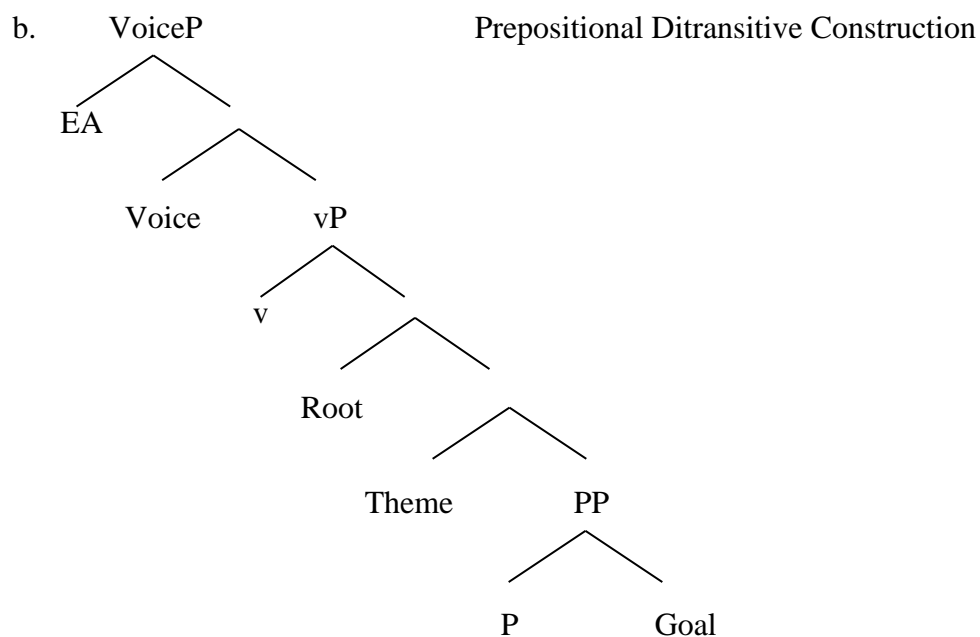 b. VoiceP Prepositional Ditransitive Construction
EA
Voice vP
v
Root
Theme PP
P Goal